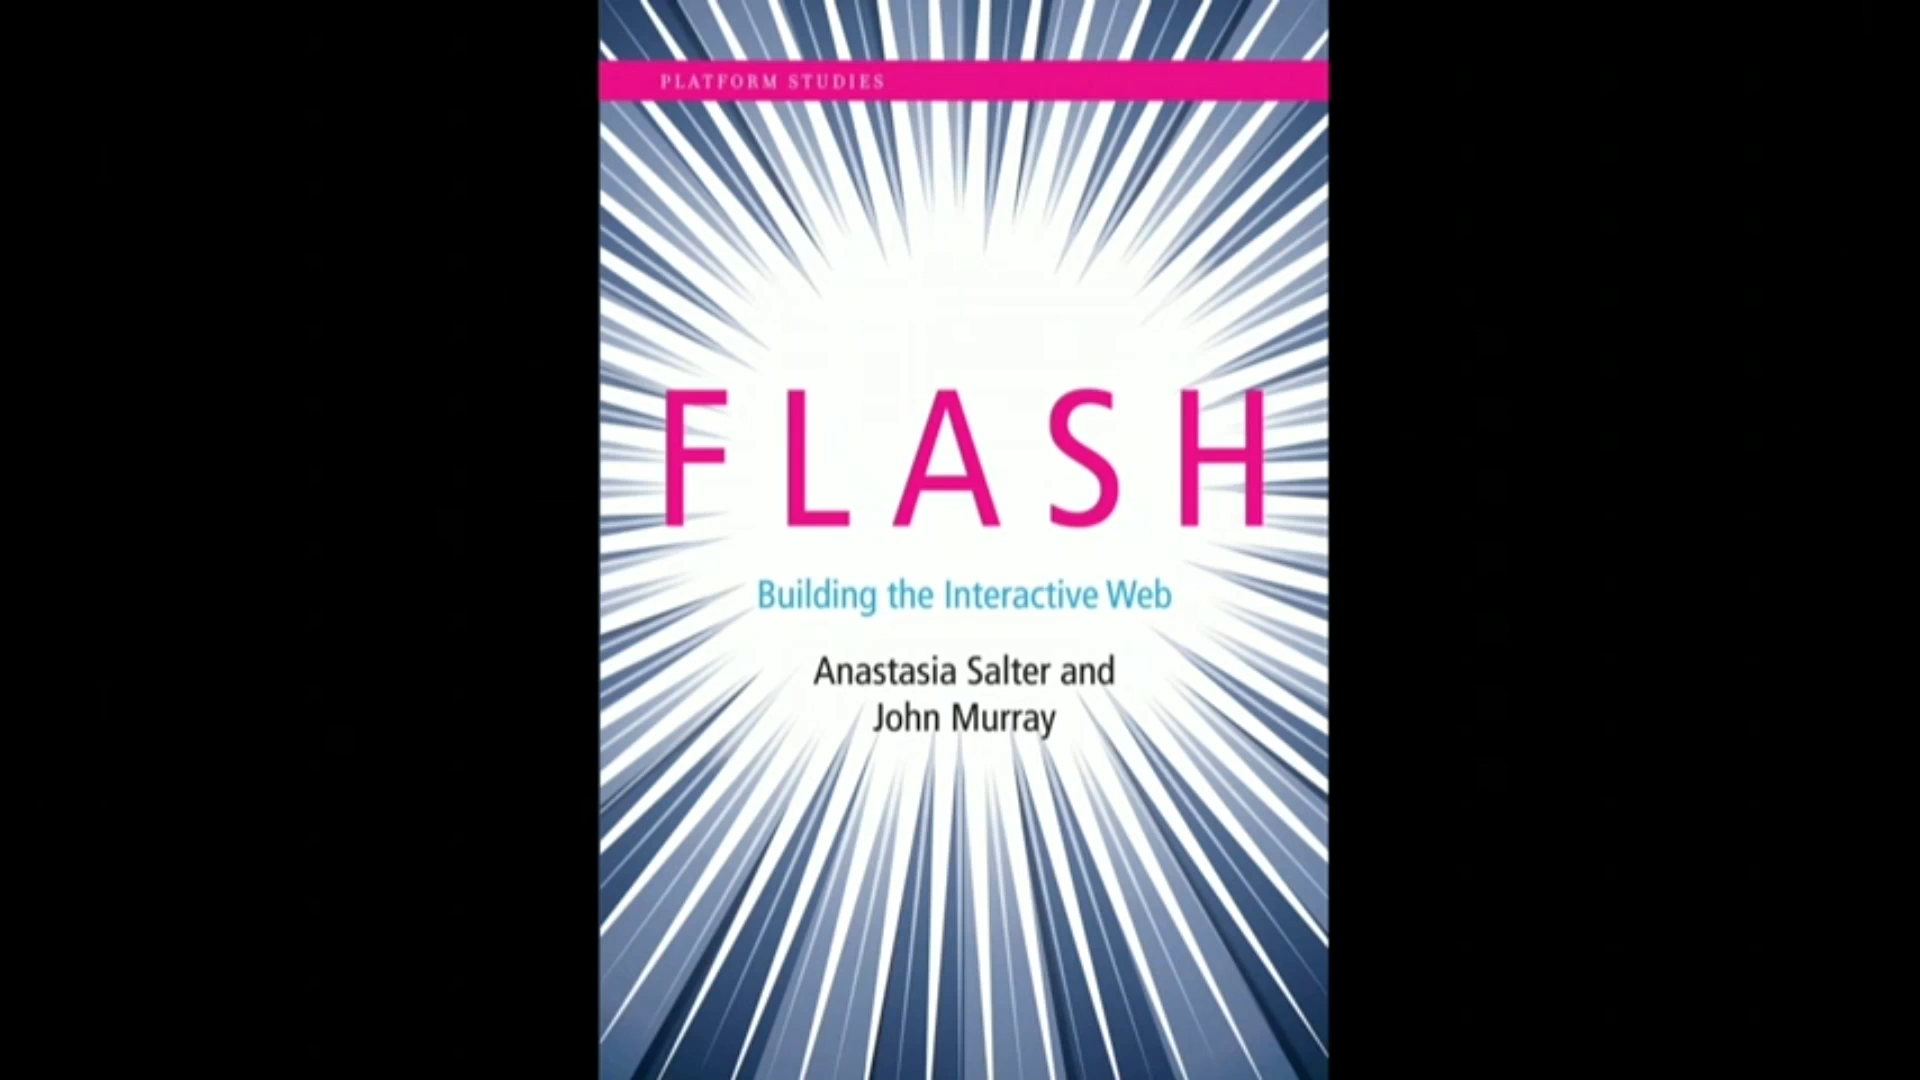 PLATFORM STUDIES
FLASH
Building the Interactive Web
Anastasia Salter and
John Murray